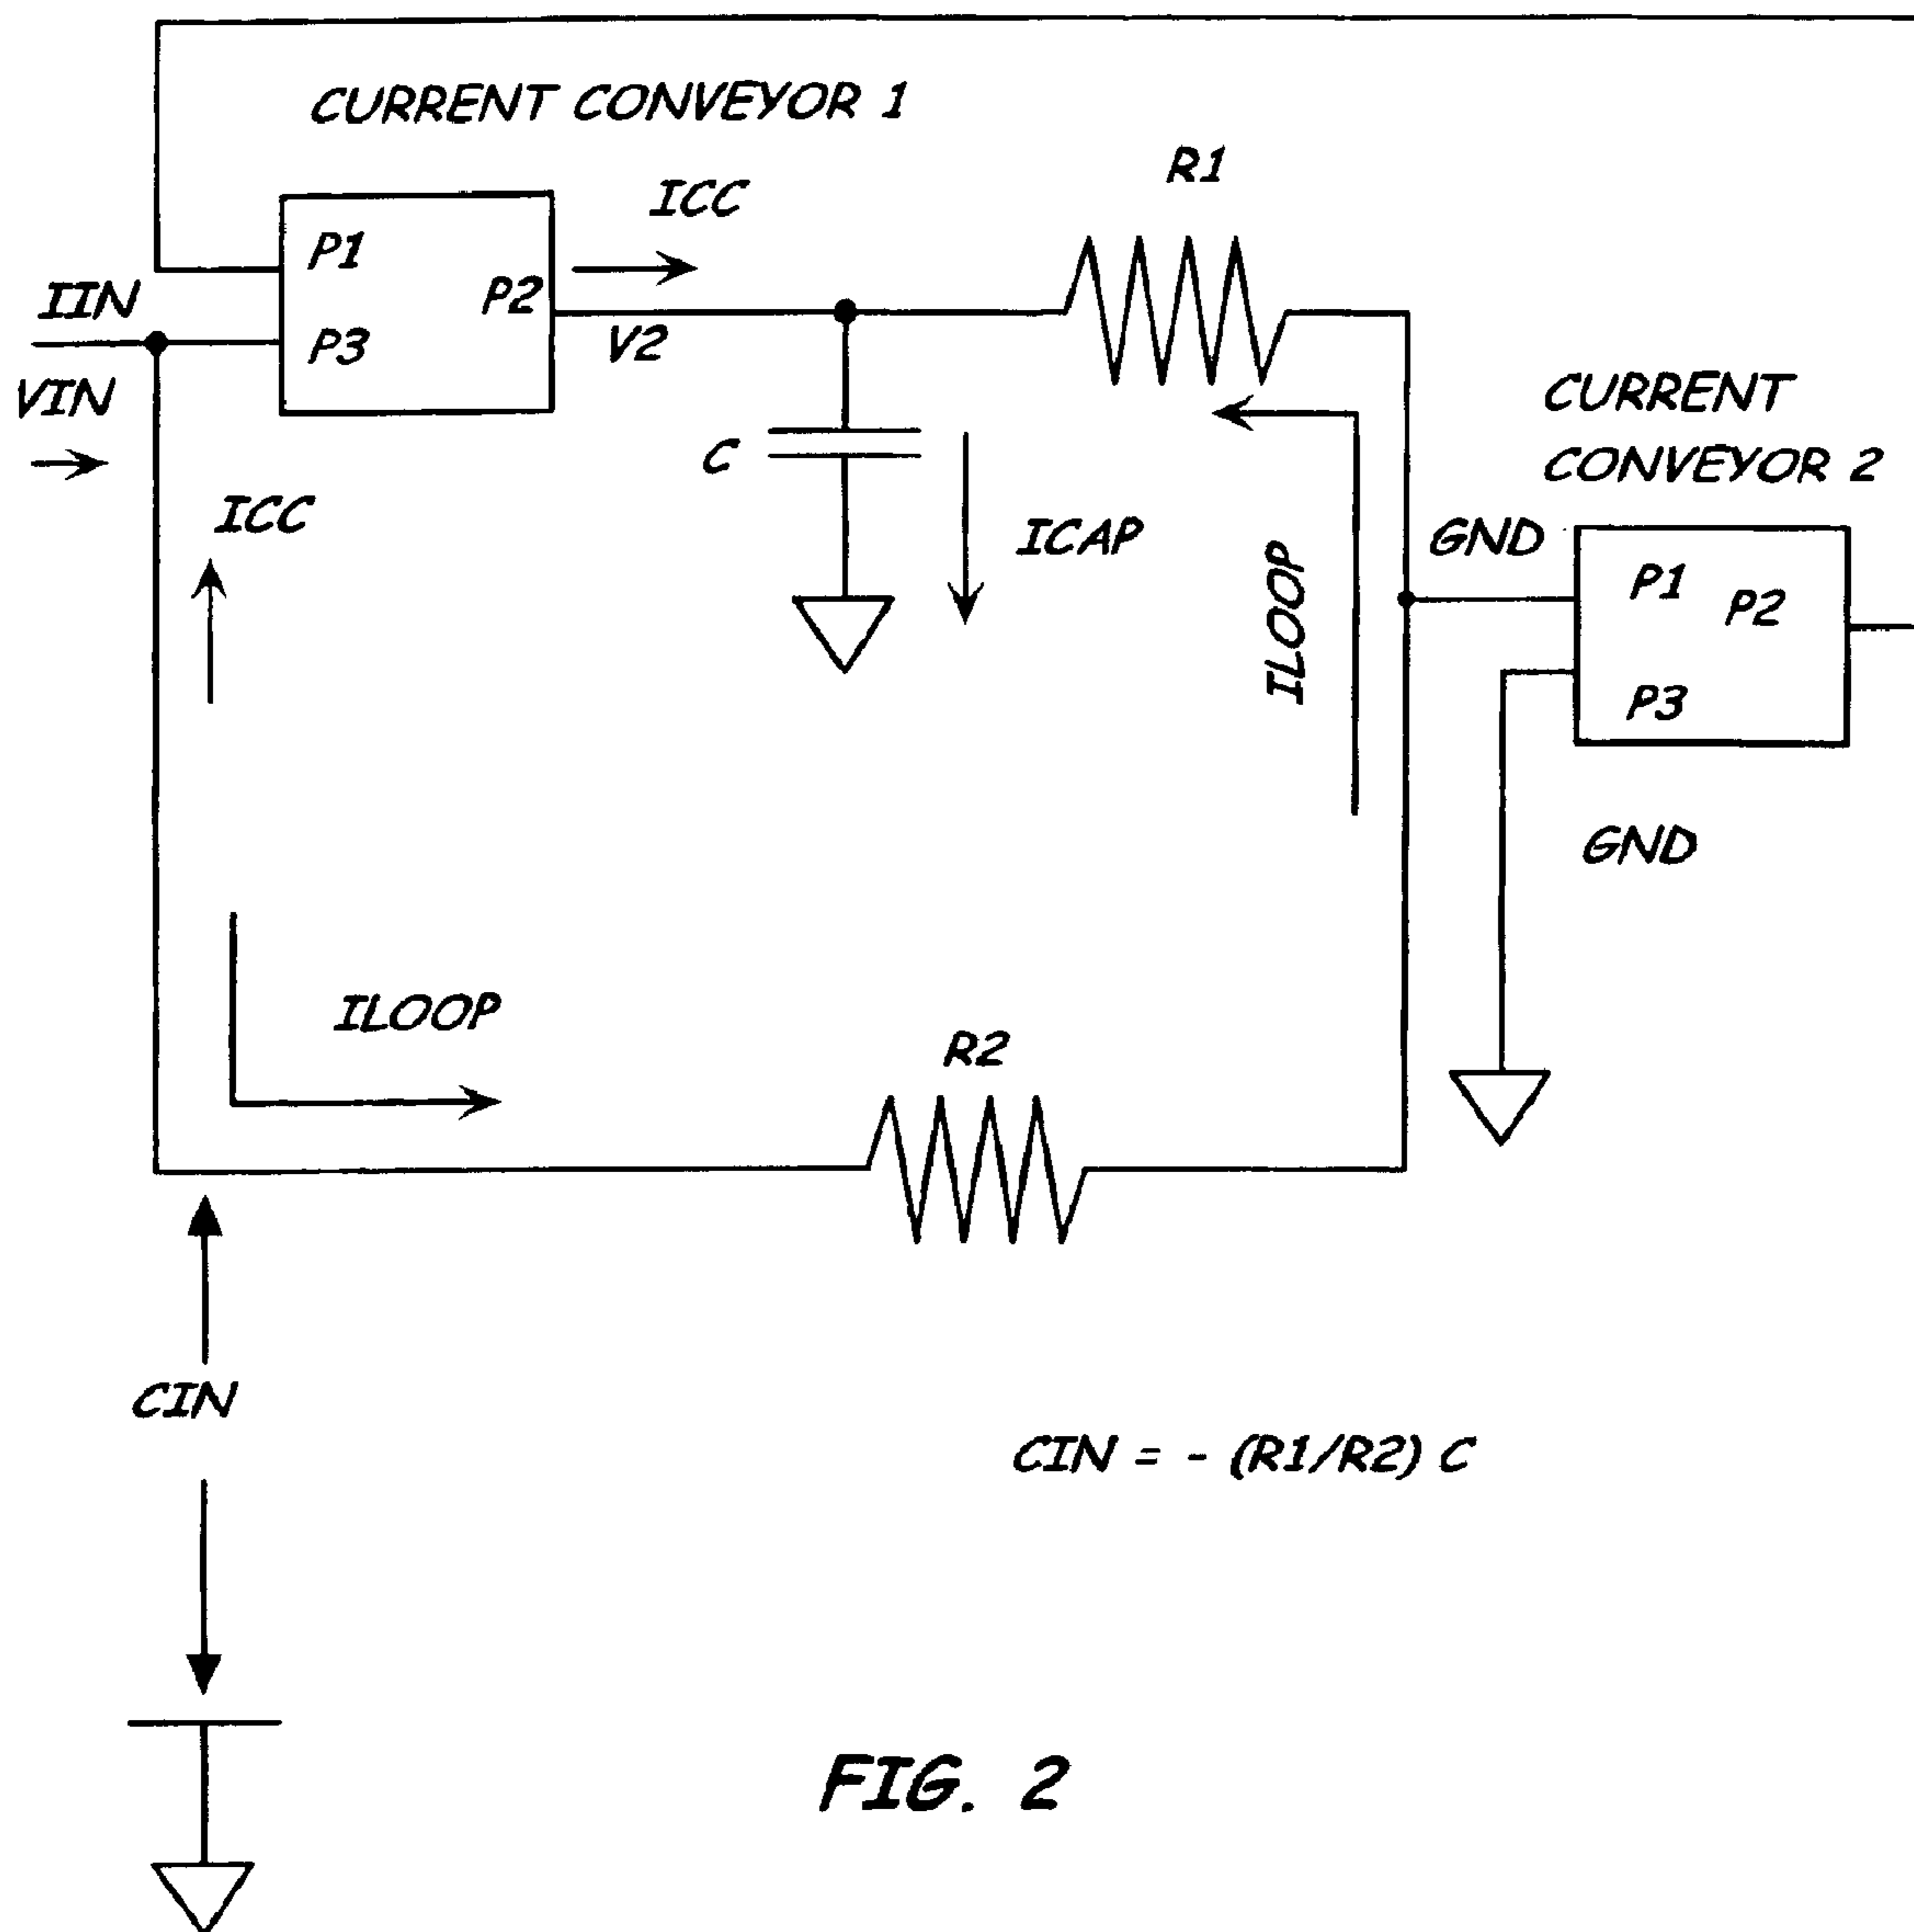 CURRENT CONVEYOR 1
R1
ICC
P1
P2
IIN
P3
V2
VIN
CURRENT
CONVEYOR 2
C
ICC
ICAP
GND
ILOOP
P1
P2
P3
GND
ILOOP
R2
CIN
CIN = - (R1/R2) C
FIG. 2